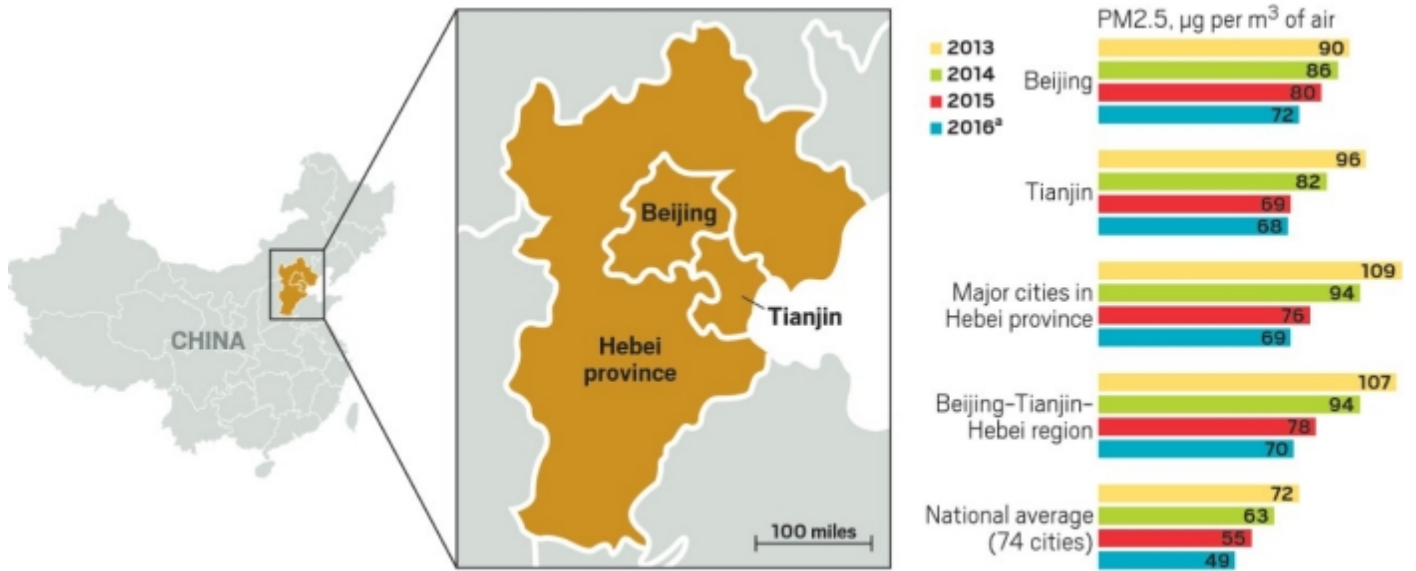 CHINA
Beijing
Tianjin
Hebei
province
100 miles
2013
2014
2015
2016ª
PM2.5, µg per m³ of air
Beijing
90
86
80
72
Tianjin
96
82
69
68
Major cities in
Hebei province
109
94
76
69
Beijing–Tianjin–
Hebei region
107
94
78
70
National average
(74 cities)
72
63
55
49